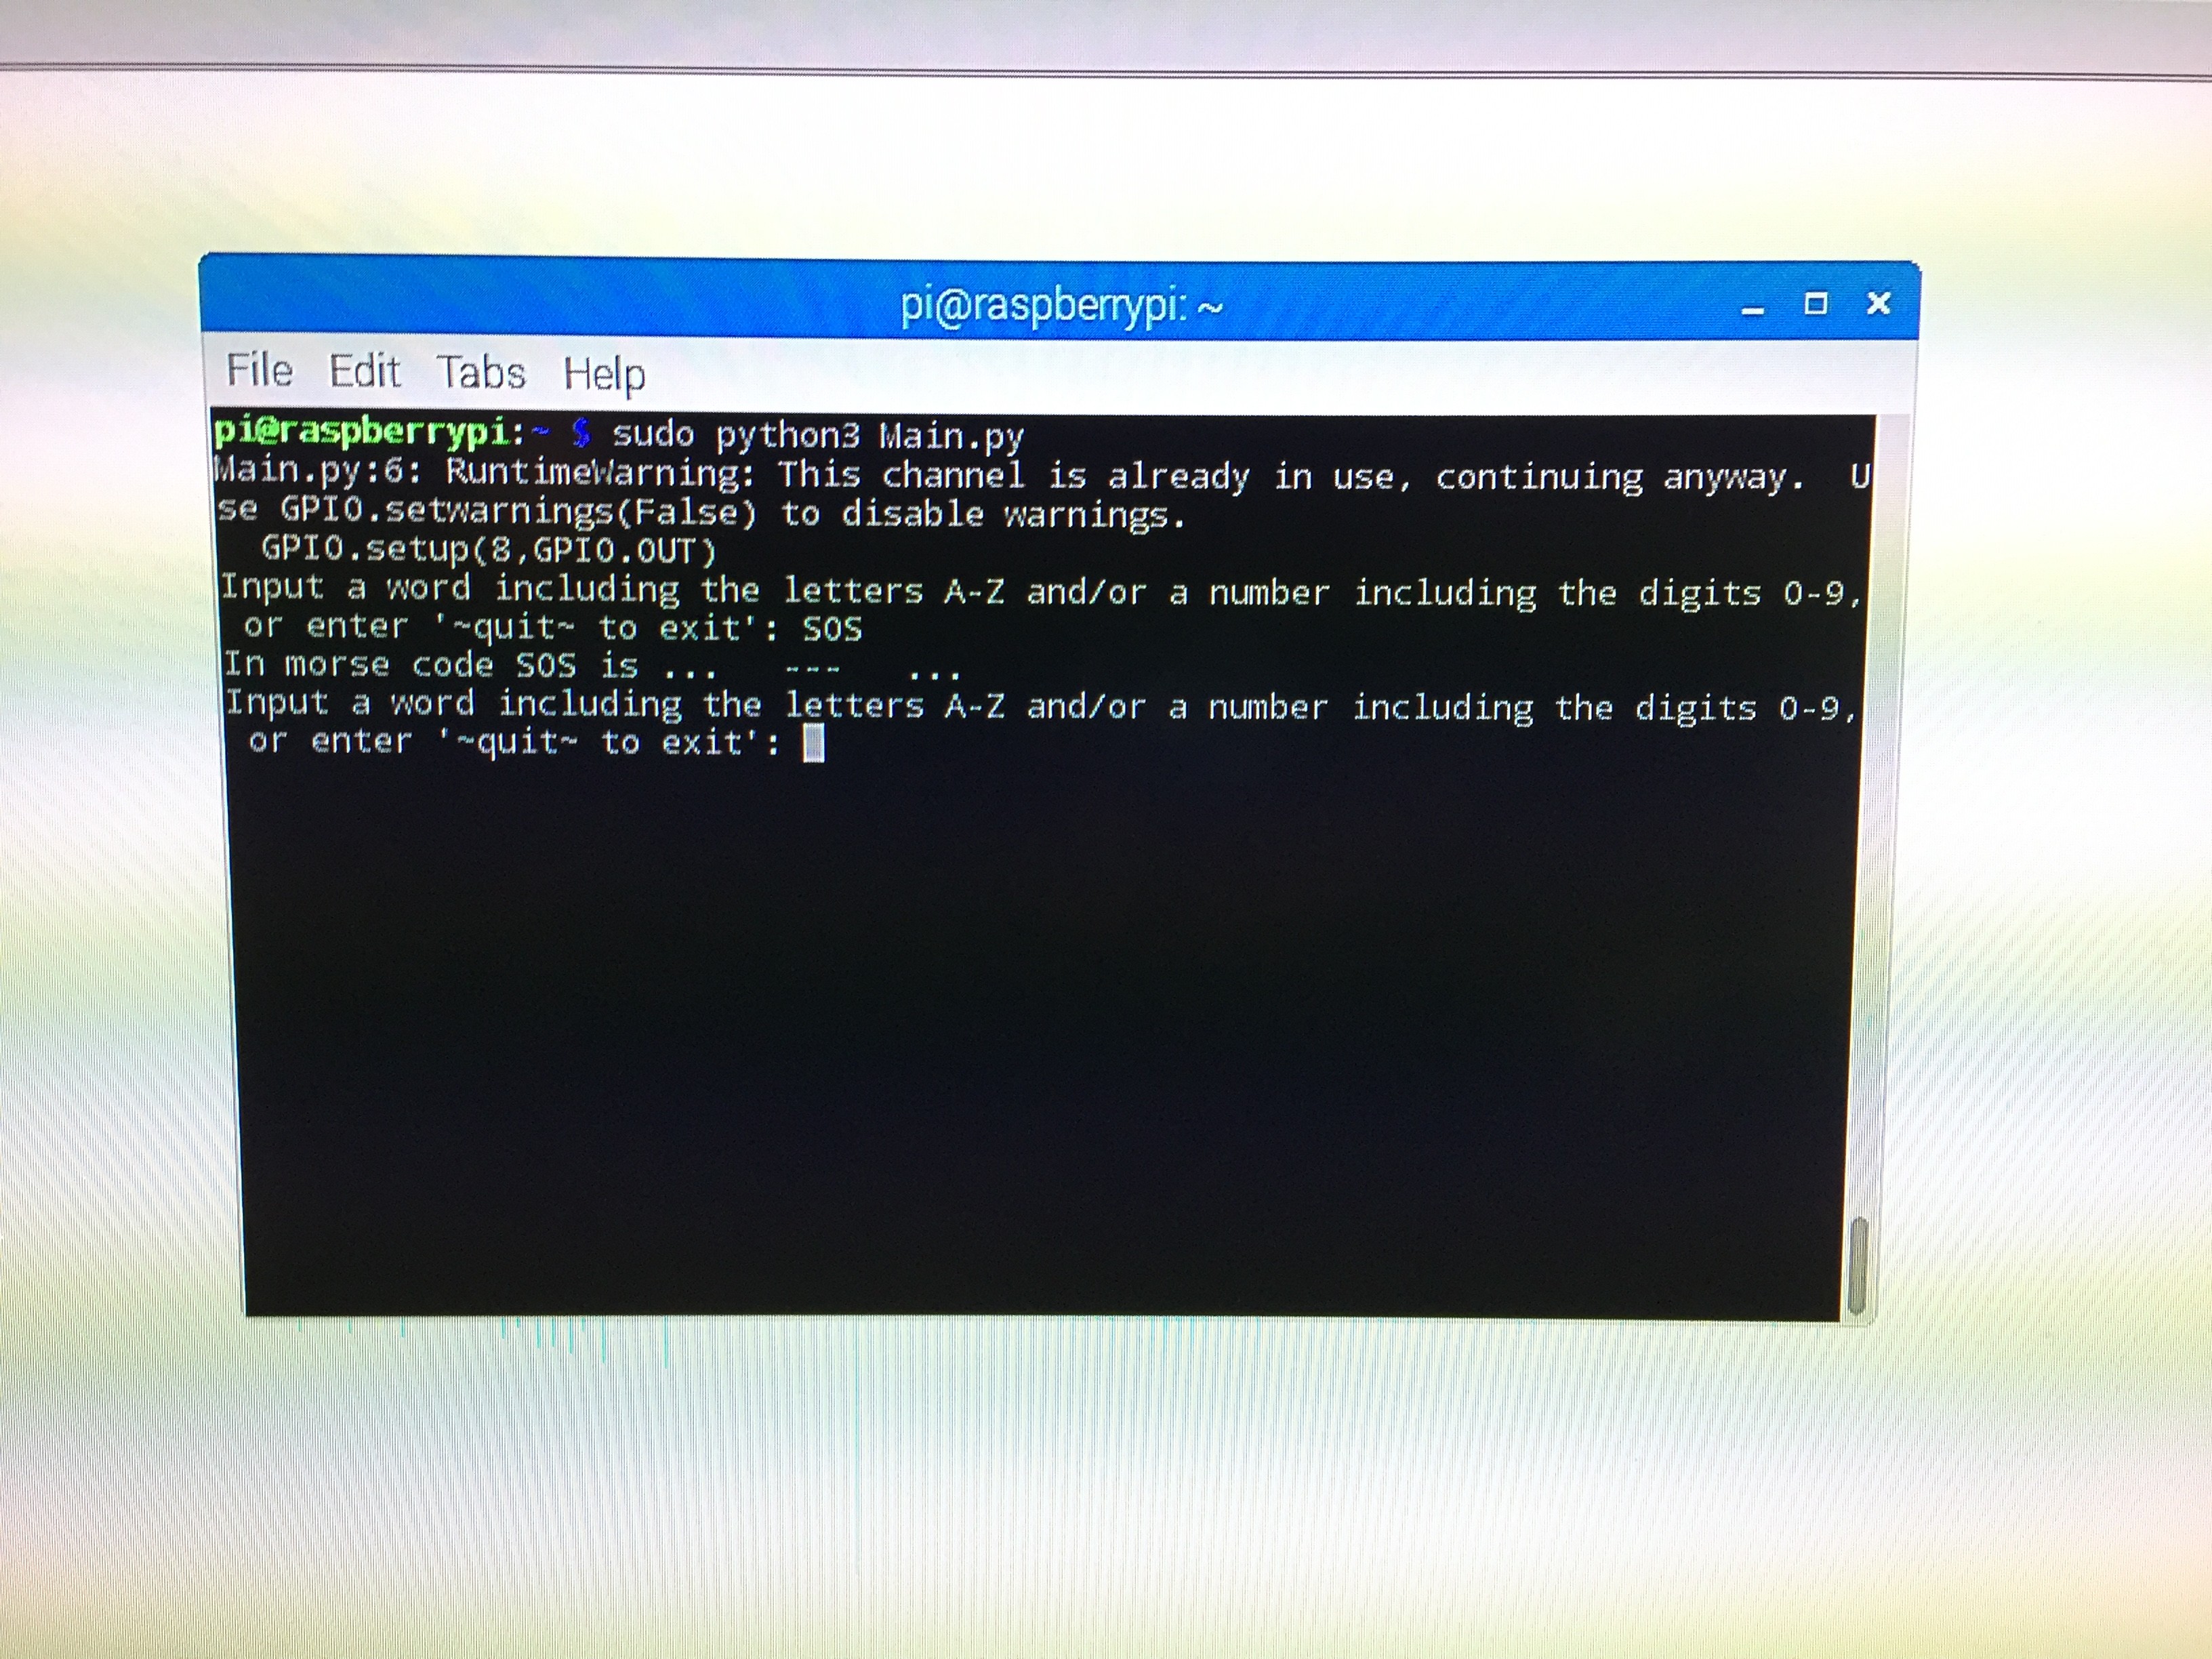 pi@raspberrypi: ~
File Edit Tabs Help
pi@raspberrypi:~ $ sudo python3 Main.py
Main.py:6: RuntimeWarning: This channel is already in use, continuing anyway.  U
se GPIO.setwarnings(False) to disable warnings.
  GPIO.setup(8,GPIO.OUT)
Input a word including the letters A-Z and/or a number including the digits 0-9,
 or enter '~quit~ to exit': SOS
In morse code SOS is ...   ---   ...
Input a word including the letters A-Z and/or a number including the digits 0-9,
 or enter '~quit~ to exit':